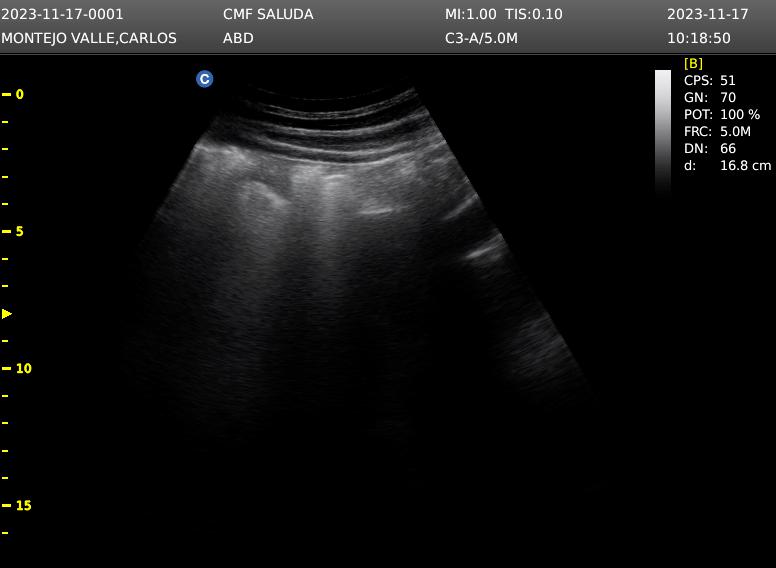 2023-11-17-0001 CMF SALUDA MI:1.00 TIS:0.10 2023-11-17
MONTEJO VALLE,CARLOS ABD C3-A/5.0M 10:18:50
C
[B]
CPS: 51
GN: 70
POT: 100 %
FRC: 5.0M
DN: 66
d: 16.8 cm
0
5
10
15